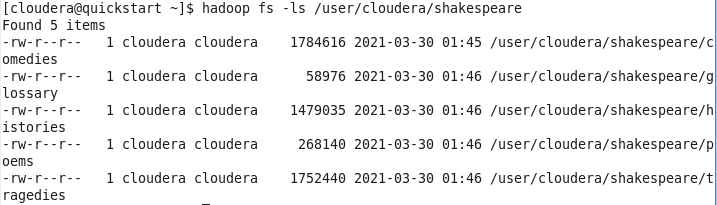 [cloudera@quickstart ~]$ hadoop fs -ls /user/cloudera/shakespeare
Found 5 items
-rw-r--r--   1 cloudera cloudera    1784616 2021-03-30 01:45 /user/cloudera/shakespeare/c
omedies
-rw-r--r--   1 cloudera cloudera      58976 2021-03-30 01:46 /user/cloudera/shakespeare/g
lossary
-rw-r--r--   1 cloudera cloudera    1479035 2021-03-30 01:46 /user/cloudera/shakespeare/h
istories
-rw-r--r--   1 cloudera cloudera     268140 2021-03-30 01:46 /user/cloudera/shakespeare/p
oems
-rw-r--r--   1 cloudera cloudera    1752440 2021-03-30 01:46 /user/cloudera/shakespeare/t
ragedies